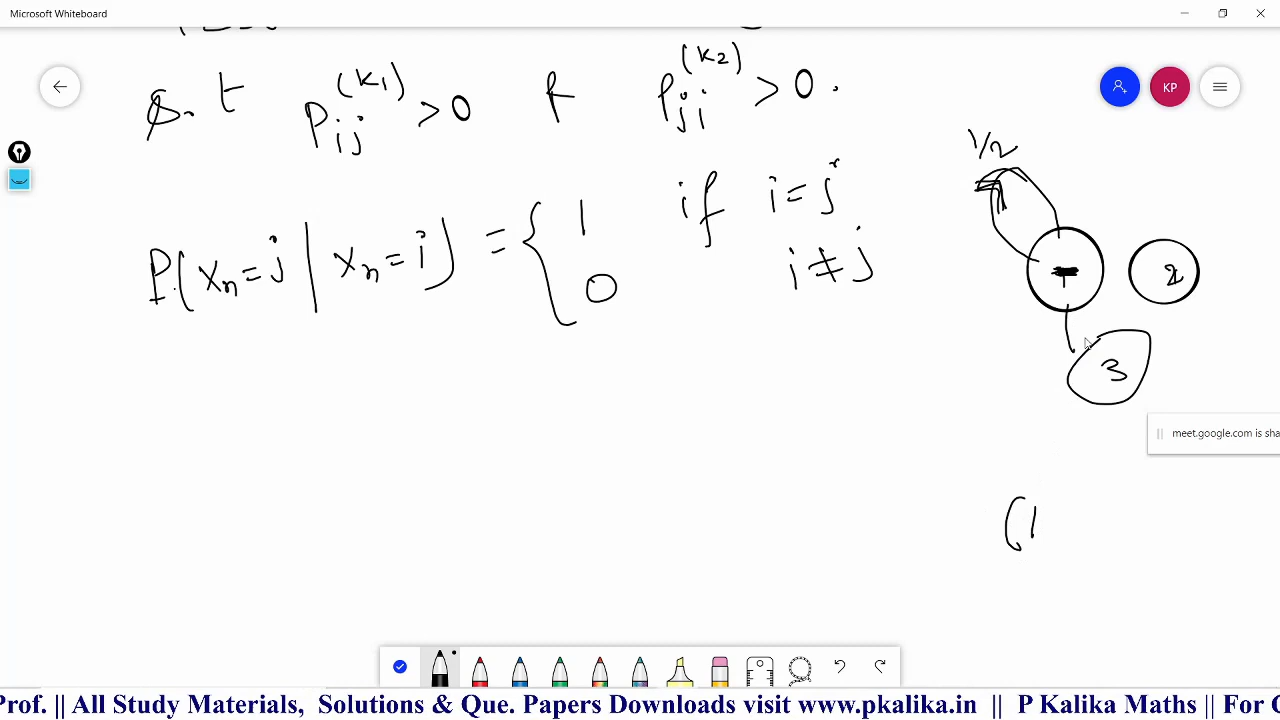 Microsoft Whiteboard
s.t P_ij^(k1) > 0 & P_ji^(k2) > 0 .
KP
1/2
P(X_n = j | X_n = i) = { 1 if i = j
0 i ≠ j
1 2
3
meet.google.com is sha
(1
Prof. || All Study Materials, Solutions & Que. Papers Downloads visit www.pkalika.in || P Kalika Maths || For C